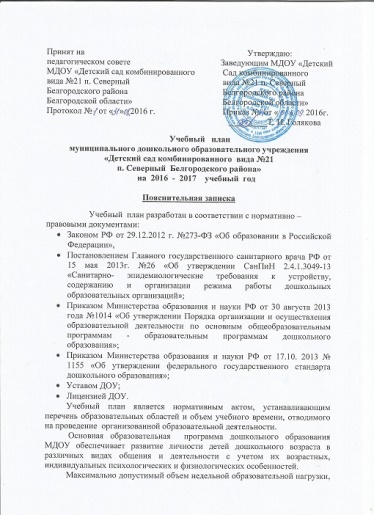 Принят на
педагогическом совете
МДОУ «Детский сад комбинированного
вида №21 п. Северный
Белгородского района
Белгородской области»
Протокол № от 2016 г.
Утверждаю:
Заведующим МДОУ «Детский
Сад комбинированного
вида №21 п. Северный
Белгородского района
Белгородской области»
Приказ № от 2016г.
Т. И. Голякова
Учебный план
муниципального дошкольного образовательного учреждения
«Детский сад комбинированного вида №21
п. Северный Белгородского района»
на 2016 - 2017 учебный год
Пояснительная записка
Учебный план разработан в соответствии с нормативно –
правовыми документами:
• Законом РФ от 29.12.2012 г. №273-ФЗ «Об образовании в Российской
Федерации»,
• Постановлением Главного государственного санитарного врача РФ от
15 мая 2013г. №26 «Об утверждении СанПиН 2.4.1.3049-13
«Санитарно- эпидемиологические требования к устройству,
содержанию и организации режима работы дошкольных
образовательных организаций»;
• Приказом Министерства образования и науки РФ от 30 августа 2013
года №1014 «Об утверждении Порядка организации и осуществления
образовательной деятельности по основным общеобразовательным
программам - образовательным программам дошкольного
образования»;
• Приказом Министерства образования и науки РФ от 17.10. 2013 №
1155 «Об утверждении федерального государственного стандарта
дошкольного образования»;
• Уставом ДОУ;
• Лицензией ДОУ.
Учебный план является нормативным актом, устанавливающим
перечень образовательных областей и объем учебного времени, отводимого
на проведение организованной образовательной деятельности.
Основная образовательная программа дошкольного образования
МДОУ обеспечивает развитие личности детей дошкольного возраста в
различных видах общения и деятельности с учетом их возрастных,
индивидуальных психологических и физиологических особенностей.
Максимально допустимый объем недельной образовательной нагрузки,